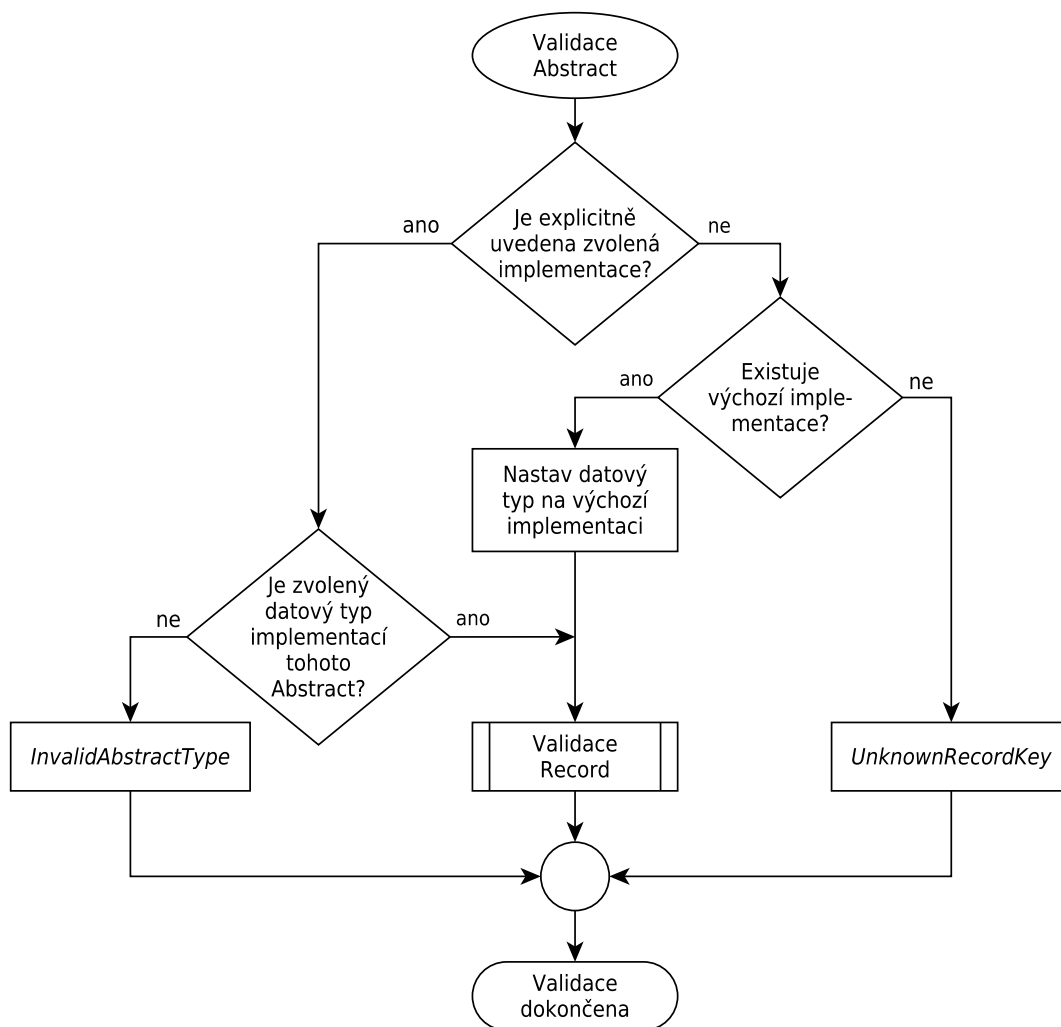 Validace
Abstract
Je explicitně
uvedena zvolená
implementace?
ano
ne
Existuje
výchozí imple-
mentace?
ano
ne
Nastav datový
typ na výchozí
implementaci
Je zvolený
datový typ
implementací
tohoto
Abstract?
ne
ano
InvalidAbstractType
Validace
Record
UnknownRecordKey
Validace
dokončena